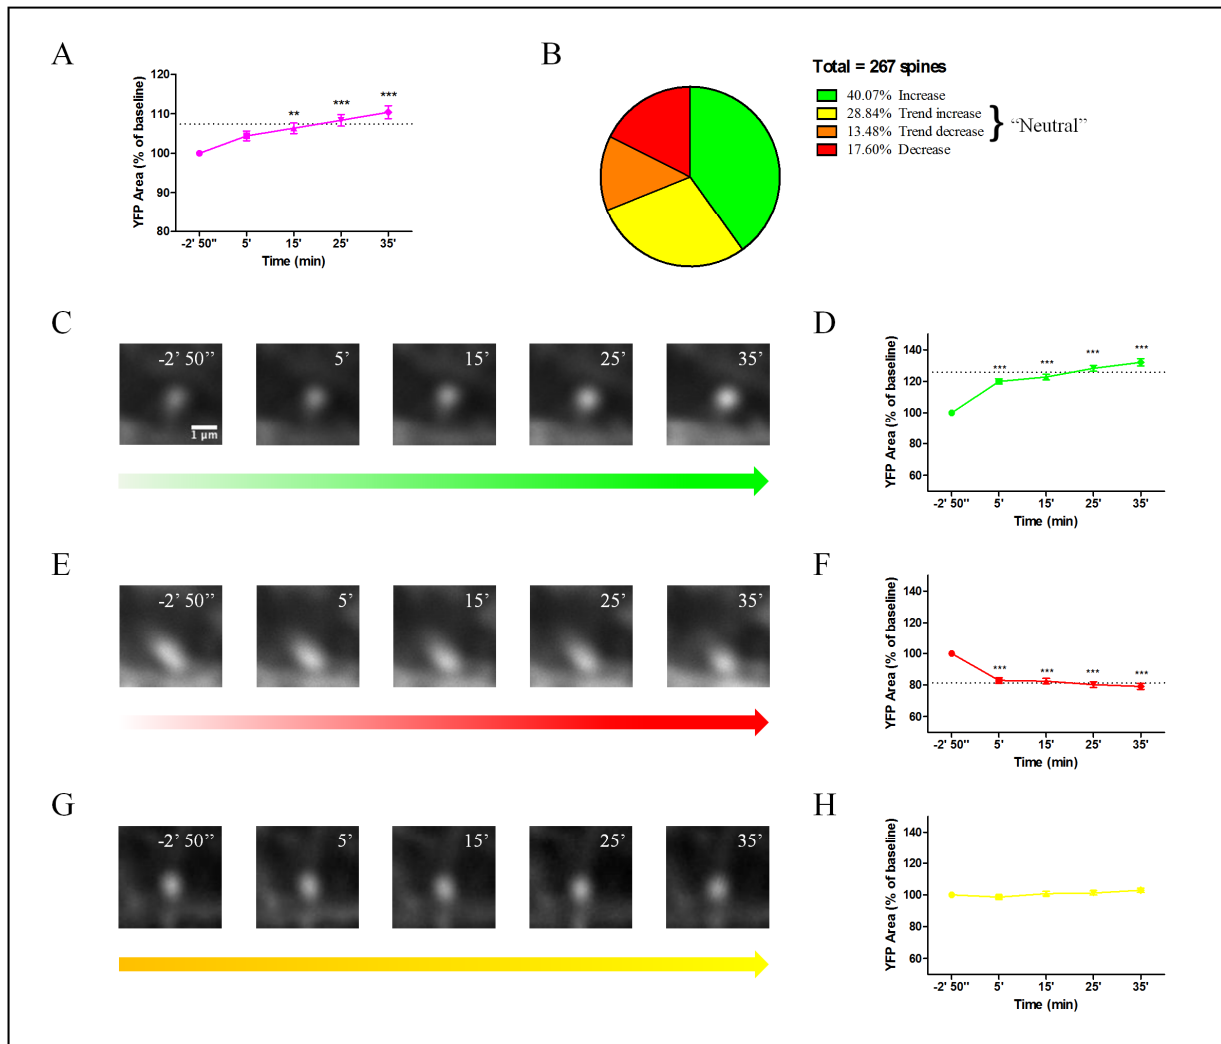 A
YFP Area (% of baseline)
120
110
100
90
80
**
***
***
-2' 50"
5'
15'
25'
35'
Time (min)
B
Total = 267 spines
40.07% Increase
28.84% Trend increase
13.48% Trend decrease
17.60% Decrease
“Neutral”
C
-2’ 50”
5’
15’
25’
35’
1 µm
D
YFP Area (% of baseline)
140
120
100
80
60
***
***
***
***
-2' 50"
5'
15'
25'
35'
Time (min)
E
-2’ 50”
5’
15’
25’
35’
F
YFP Area (% of baseline)
140
120
100
80
60
***
***
***
***
-2' 50"
5'
15'
25'
35'
Time (min)
G
-2’ 50”
5’
15’
25’
35’
H
YFP Area (% of baseline)
140
120
100
80
60
-2' 50"
5'
15'
25'
35'
Time (min)